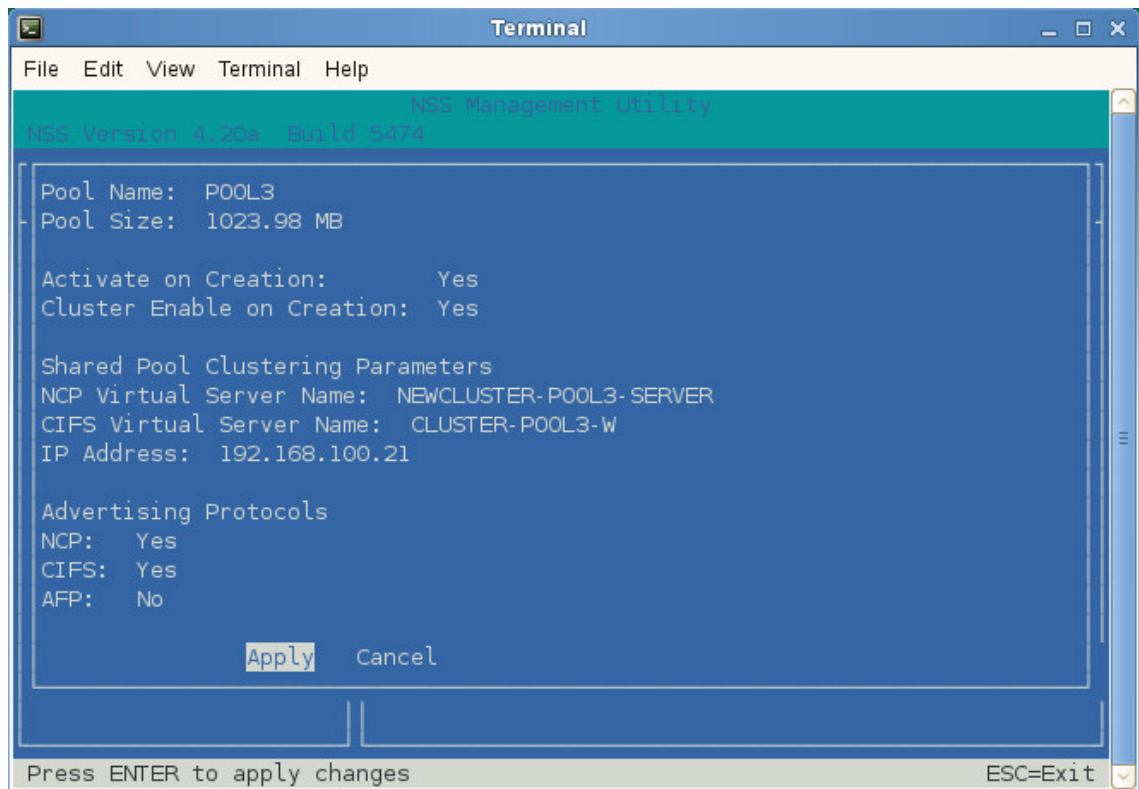 Terminal
File Edit View Terminal Help
NSS Management Utility
NSS Version 4.20a Build 5474
Pool Name: POOL3
Pool Size: 1023.98 MB
Activate on Creation: Yes
Cluster Enable on Creation: Yes
Shared Pool Clustering Parameters
NCP Virtual Server Name: NEWCLUSTER-POOL3-SERVER
CIFS Virtual Server Name: CLUSTER-POOL3-W
IP Address: 192.168.100.21
Advertising Protocols
NCP: Yes
CIFS: Yes
AFP: No
Apply Cancel
Press ENTER to apply changes ESC=Exit